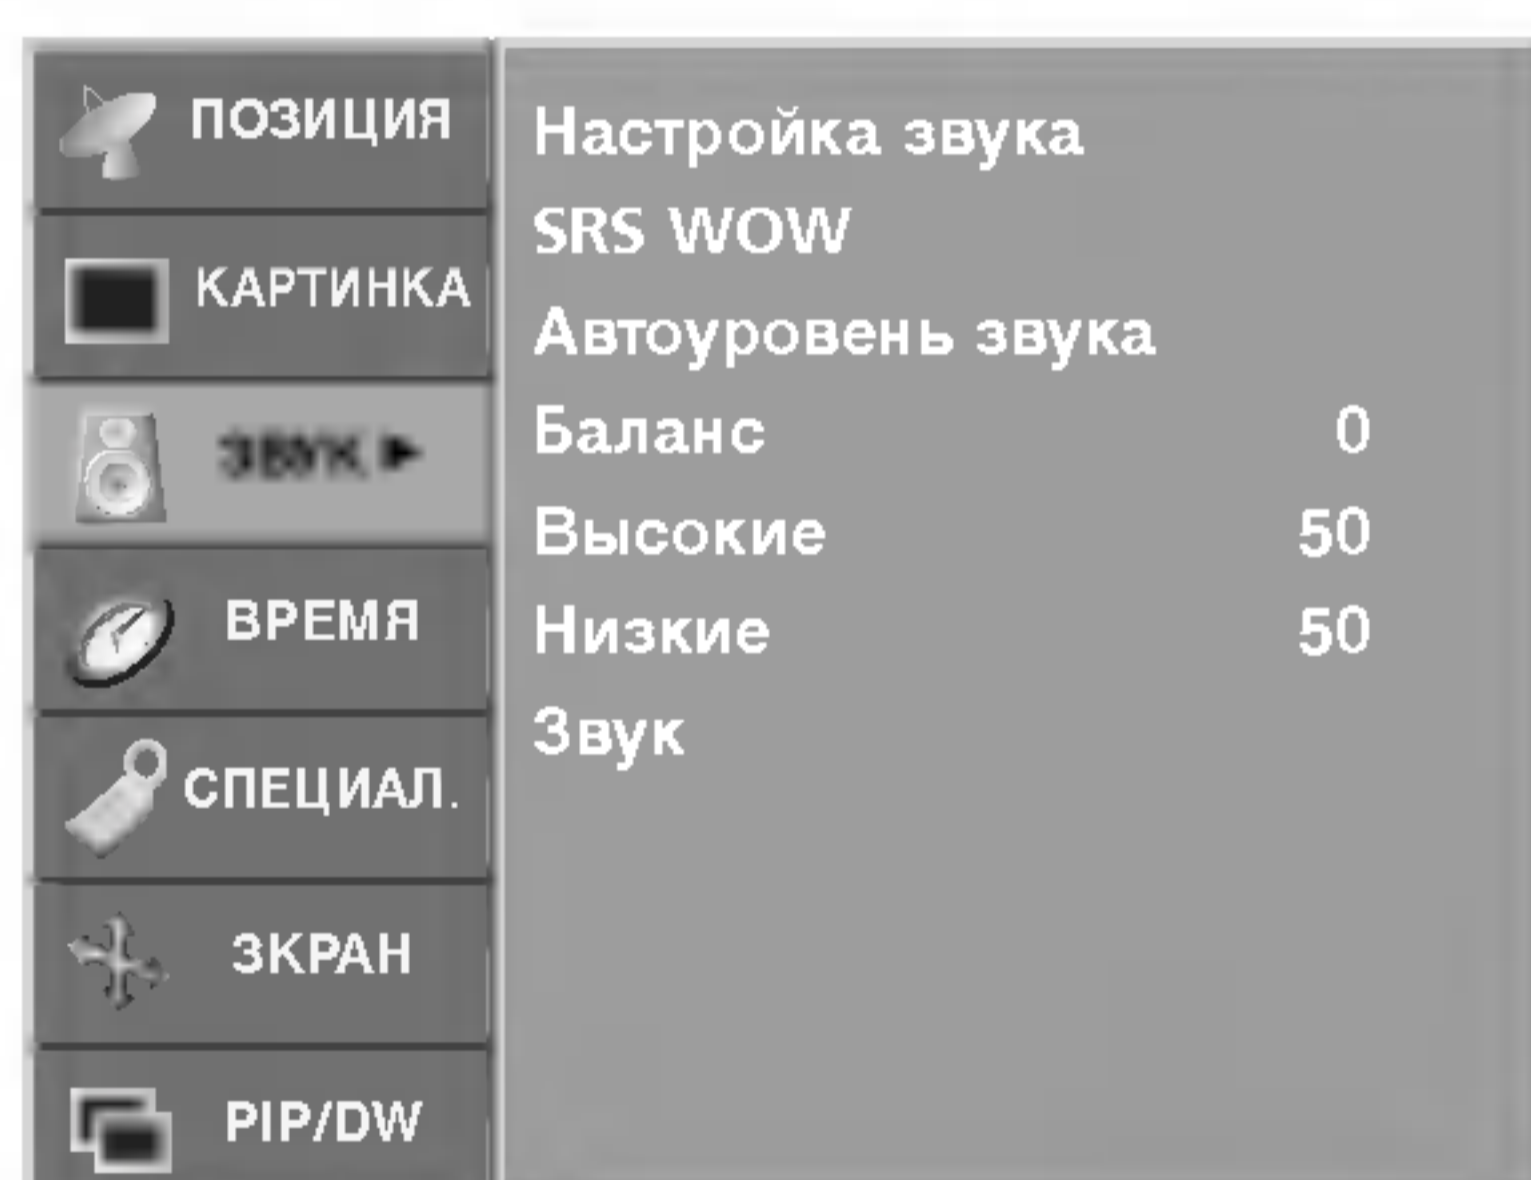 ПОЗИЦИЯ
КАРТИНКА
ЗВУК ►
ВРЕМЯ
СПЕЦИАЛ.
ЗКРАН
PIP/DW
Настройка звука
SRS WOW
Автоуровень звука
Баланс 0
Высокие 50
Низкие 50
Звук